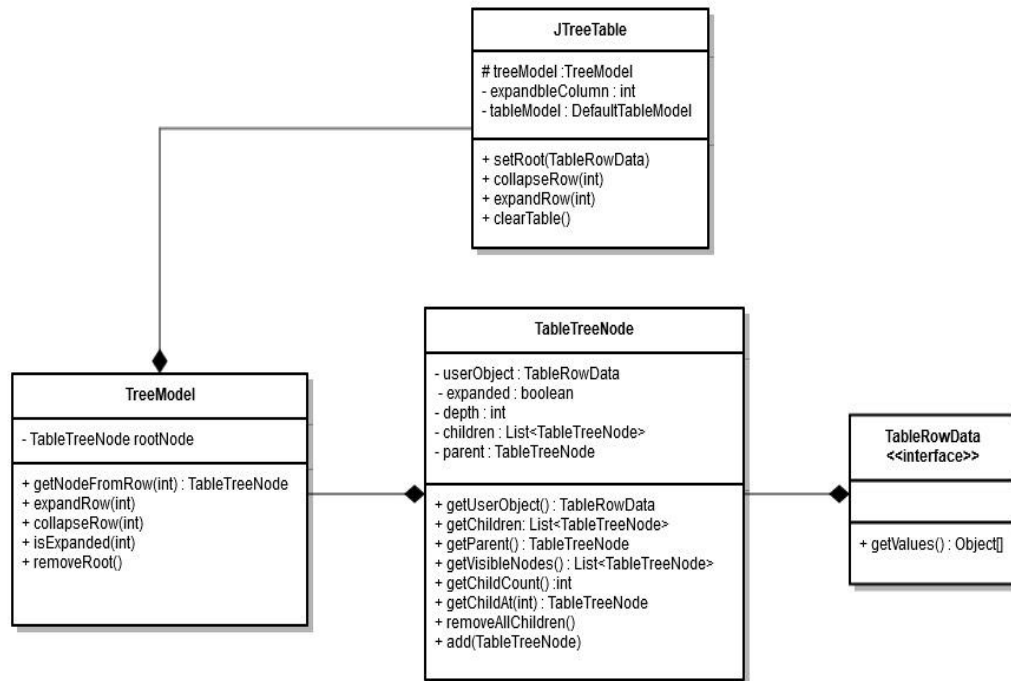 JTreeTable
# treeModel :TreeModel
- expandbleColumn : int
- tableModel : DefaultTableModel
+ setRoot(TableRowData)
+ collapseRow(int)
+ expandRow(int)
+ clearTable()
TreeModel
- TableTreeNode rootNode
+ getNodeFromRow(int) : TableTreeNode
+ expandRow(int)
+ collapseRow(int)
+ isExpanded(int)
+ removeRoot()
TableTreeNode
- userObject : TableRowData
- expanded : boolean
- depth : int
- children : List<TableTreeNode>
- parent : TableTreeNode
+ getUserObject() : TableRowData
+ getChildren: List<TableTreeNode>
+ getParent() : TableTreeNode
+ getVisibleNodes() : List<TableTreeNode>
+ getChildCount() :int
+ getChildAt(int) : TableTreeNode
+ removeAllChildren()
+ add(TableTreeNode)
TableRowData
<<interface>>
+ getValues() : Object[]